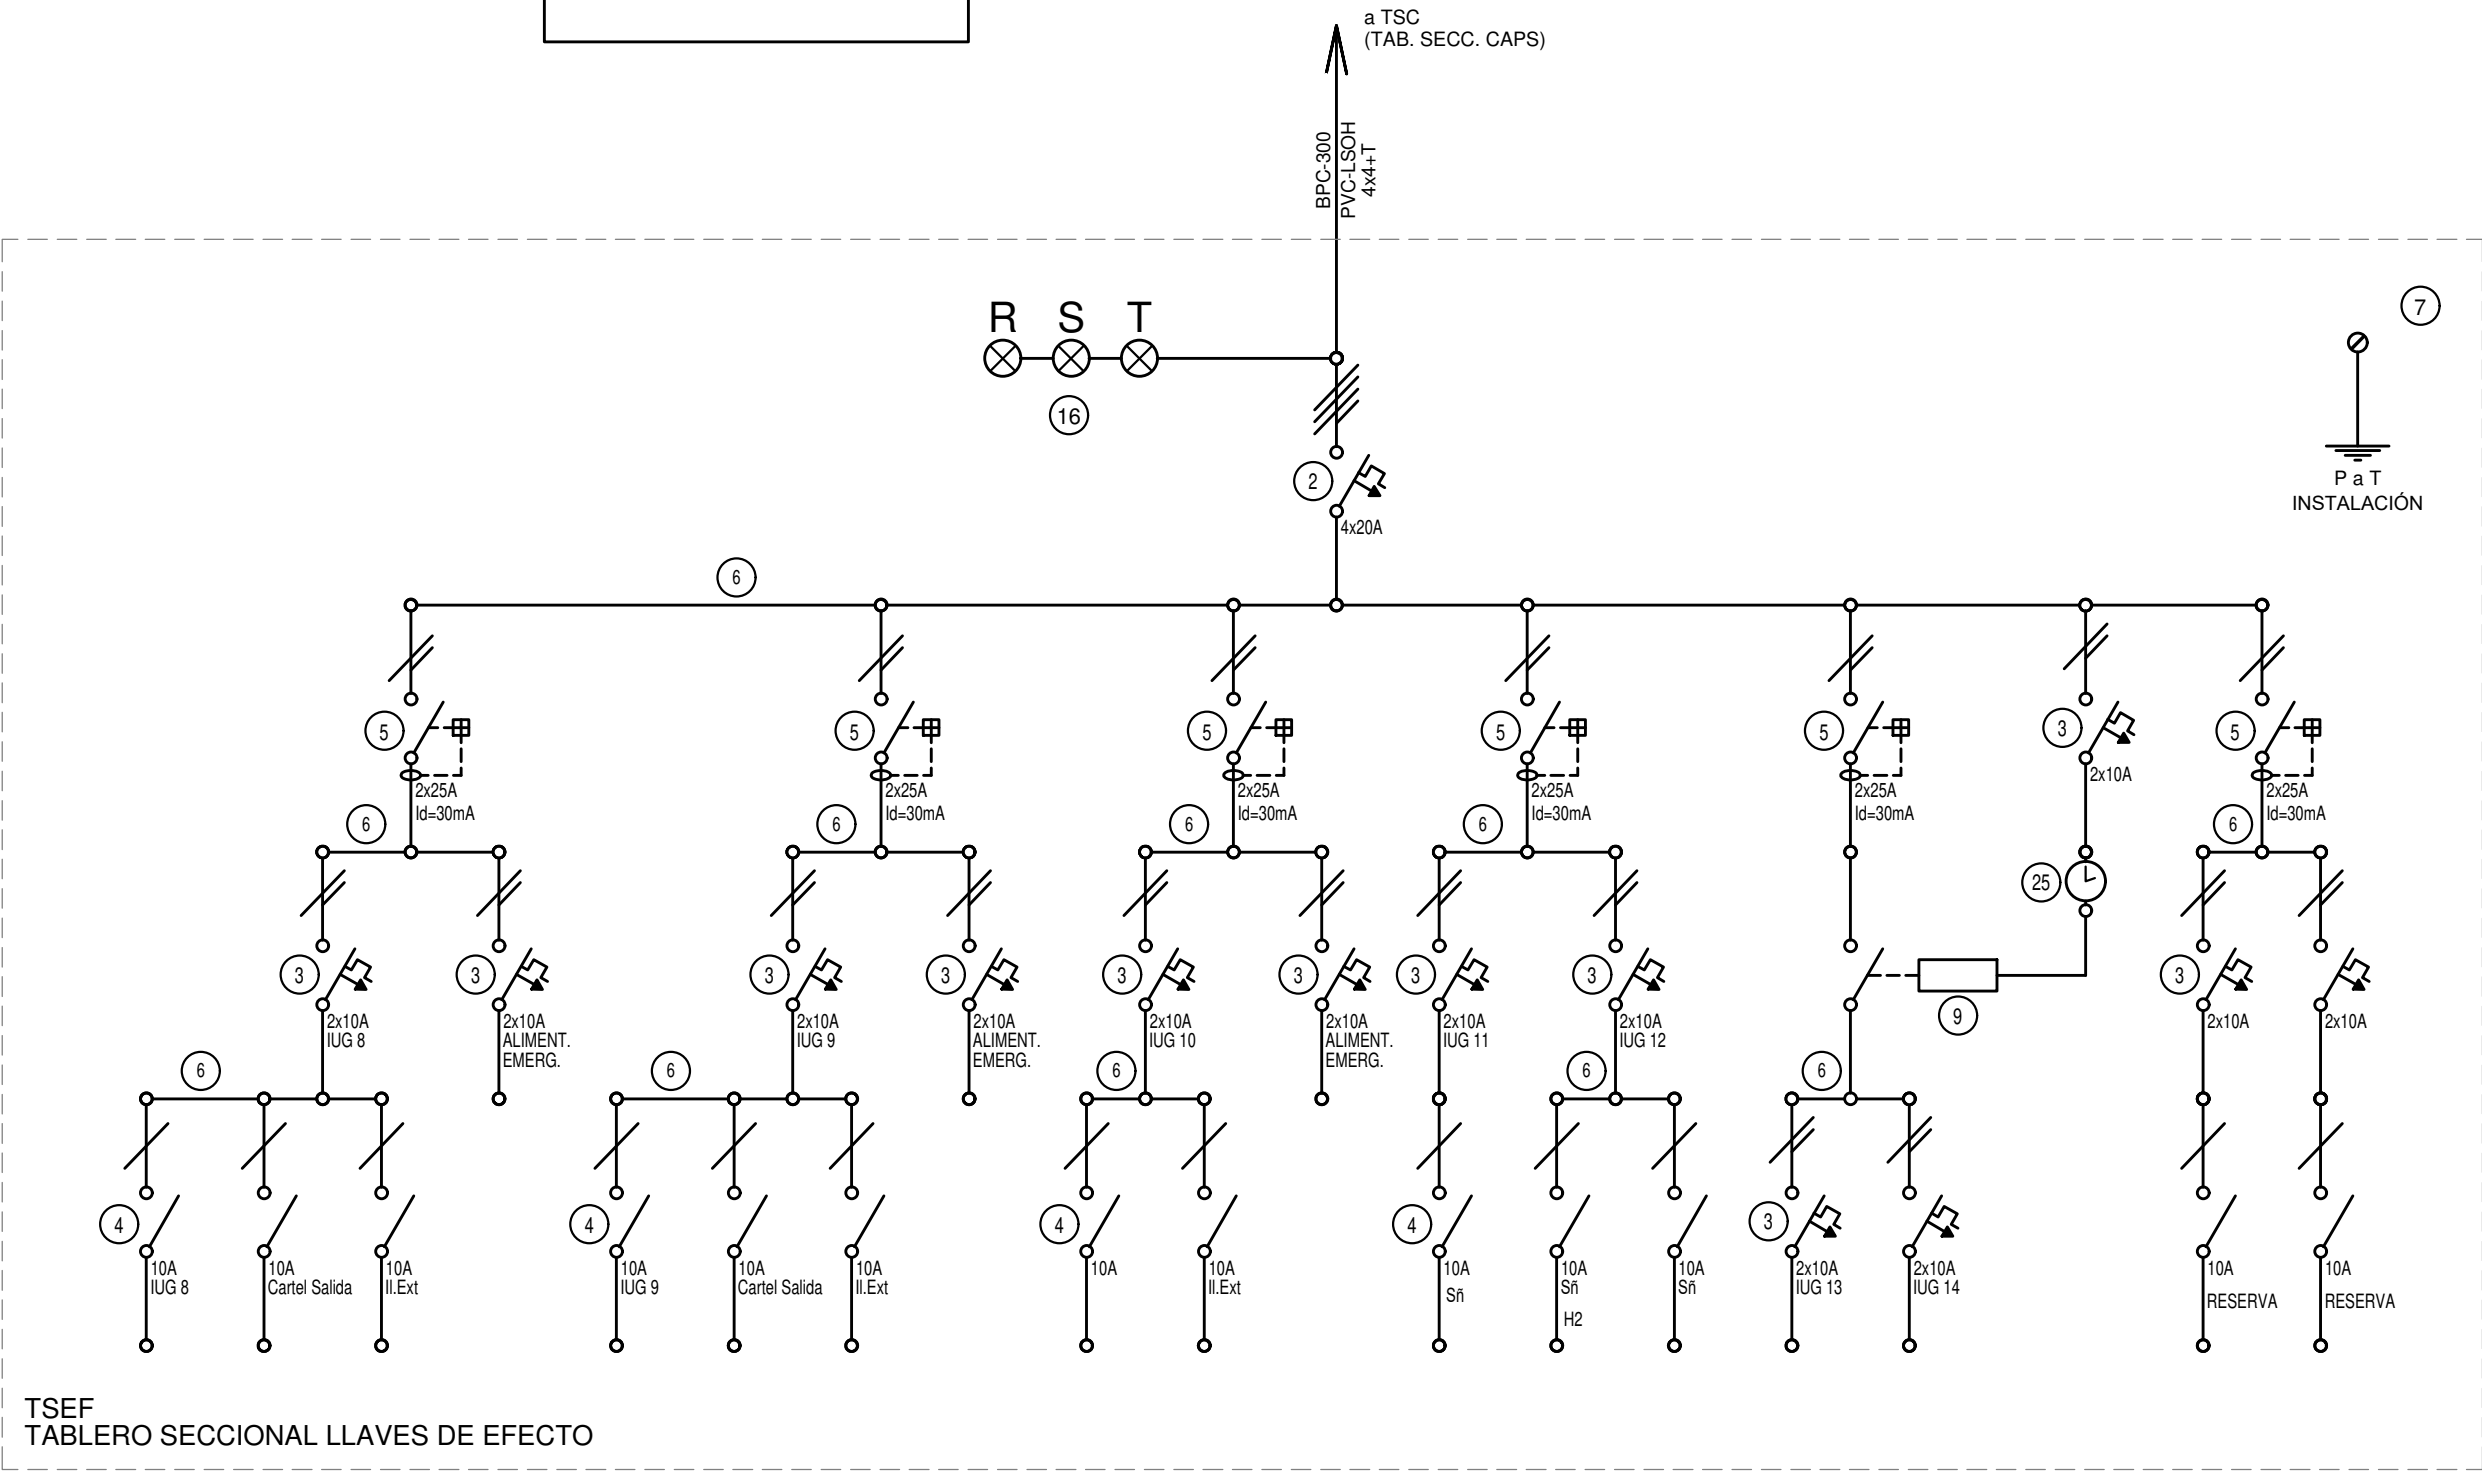 a TSC
(TAB. SECC. CAPS)
BPC-300
PVC-LSOH
4x4+T
R S T
16
7
P a T
INSTALACIÓN
2
4x20A
6
5
2x25A
Id=30mA
5
2x25A
Id=30mA
5
2x25A
Id=30mA
5
2x25A
Id=30mA
5
2x25A
Id=30mA
3
2x10A
5
2x25A
Id=30mA
6
6
6
6
6
25
3
2x10A
IUG 8
3
2x10A
ALIMENT.
EMERG.
3
2x10A
IUG 9
3
2x10A
ALIMENT.
EMERG.
3
2x10A
IUG 10
3
2x10A
ALIMENT.
EMERG.
3
2x10A
IUG 11
3
2x10A
IUG 12
9
3
2x10A
2x10A
6
6
6
6
6
4
10A
IUG 8
10A
Cartel Salida
10A
Il.Ext
4
10A
IUG 9
10A
Cartel Salida
10A
Il.Ext
4
10A
10A
Il.Ext
4
10A
Sñ
10A
Sñ
H2
10A
Sñ
3
2x10A
IUG 13
2x10A
IUG 14
10A
RESERVA
10A
RESERVA
TSEF
TABLERO SECCIONAL LLAVES DE EFECTO